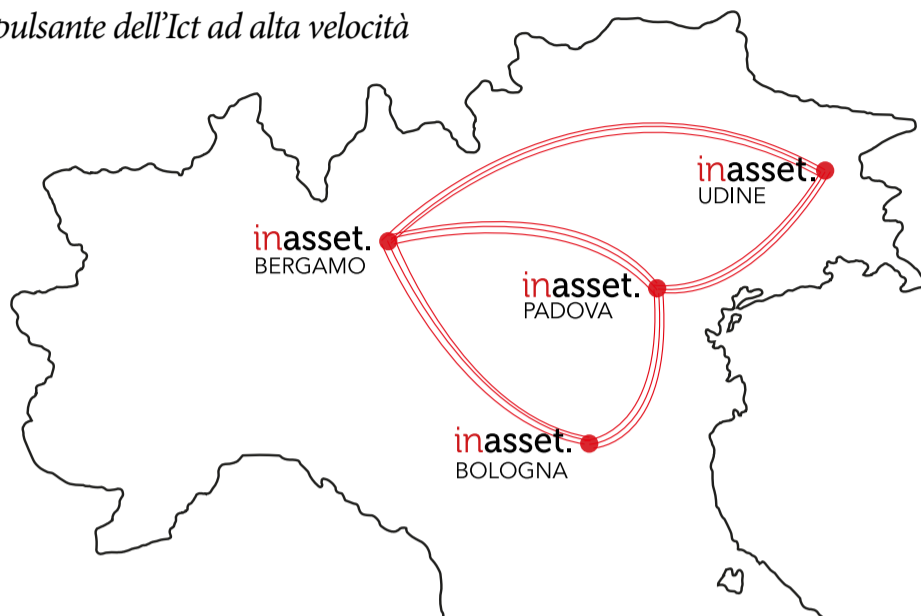 pulsante dell'Ict ad alta velocità
inasset.
UDINE
inasset.
BERGAMO
inasset.
PADOVA
inasset.
BOLOGNA